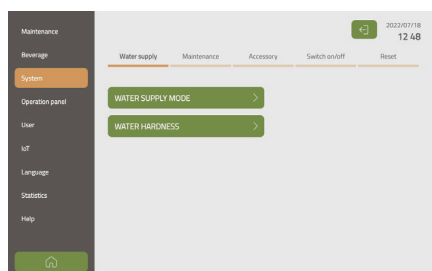 Maintenance
Beverage
System
Operation panel
User
IoT
Language
Statistics
Help
2022/07/18
12 48
Water supply Maintenance Accessory Switch on/off Reset
WATER SUPPLY MODE
WATER HARDNESS